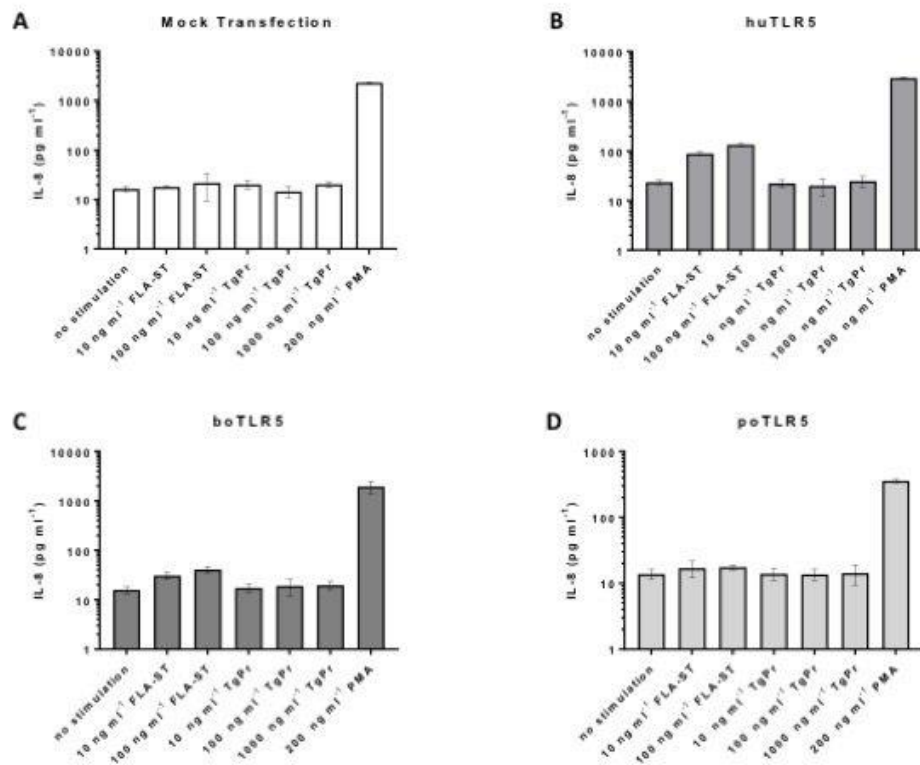 A
Mock Transfection
10000
1000
100
10
1
IL-8 (pg ml⁻¹)
no stimulation
10 ng ml⁻¹ FLA-ST
100 ng ml⁻¹ FLA-ST
10 ng ml⁻¹ TgPr
100 ng ml⁻¹ TgPr
1000 ng ml⁻¹ TgPr
200 ng ml⁻¹ PMA
B
huTLR5
10000
1000
100
10
1
IL-8 (pg ml⁻¹)
no stimulation
10 ng ml⁻¹ FLA-ST
100 ng ml⁻¹ FLA-ST
10 ng ml⁻¹ TgPr
100 ng ml⁻¹ TgPr
1000 ng ml⁻¹ TgPr
200 ng ml⁻¹ PMA
C
boTLR5
10000
1000
100
10
1
IL-8 (pg ml⁻¹)
no stimulation
10 ng ml⁻¹ FLA-ST
100 ng ml⁻¹ FLA-ST
10 ng ml⁻¹ TgPr
100 ng ml⁻¹ TgPr
1000 ng ml⁻¹ TgPr
200 ng ml⁻¹ PMA
D
poTLR5
1000
100
10
1
IL-8 (pg ml⁻¹)
no stimulation
10 ng ml⁻¹ FLA-ST
100 ng ml⁻¹ FLA-ST
10 ng ml⁻¹ TgPr
100 ng ml⁻¹ TgPr
1000 ng ml⁻¹ TgPr
200 ng ml⁻¹ PMA